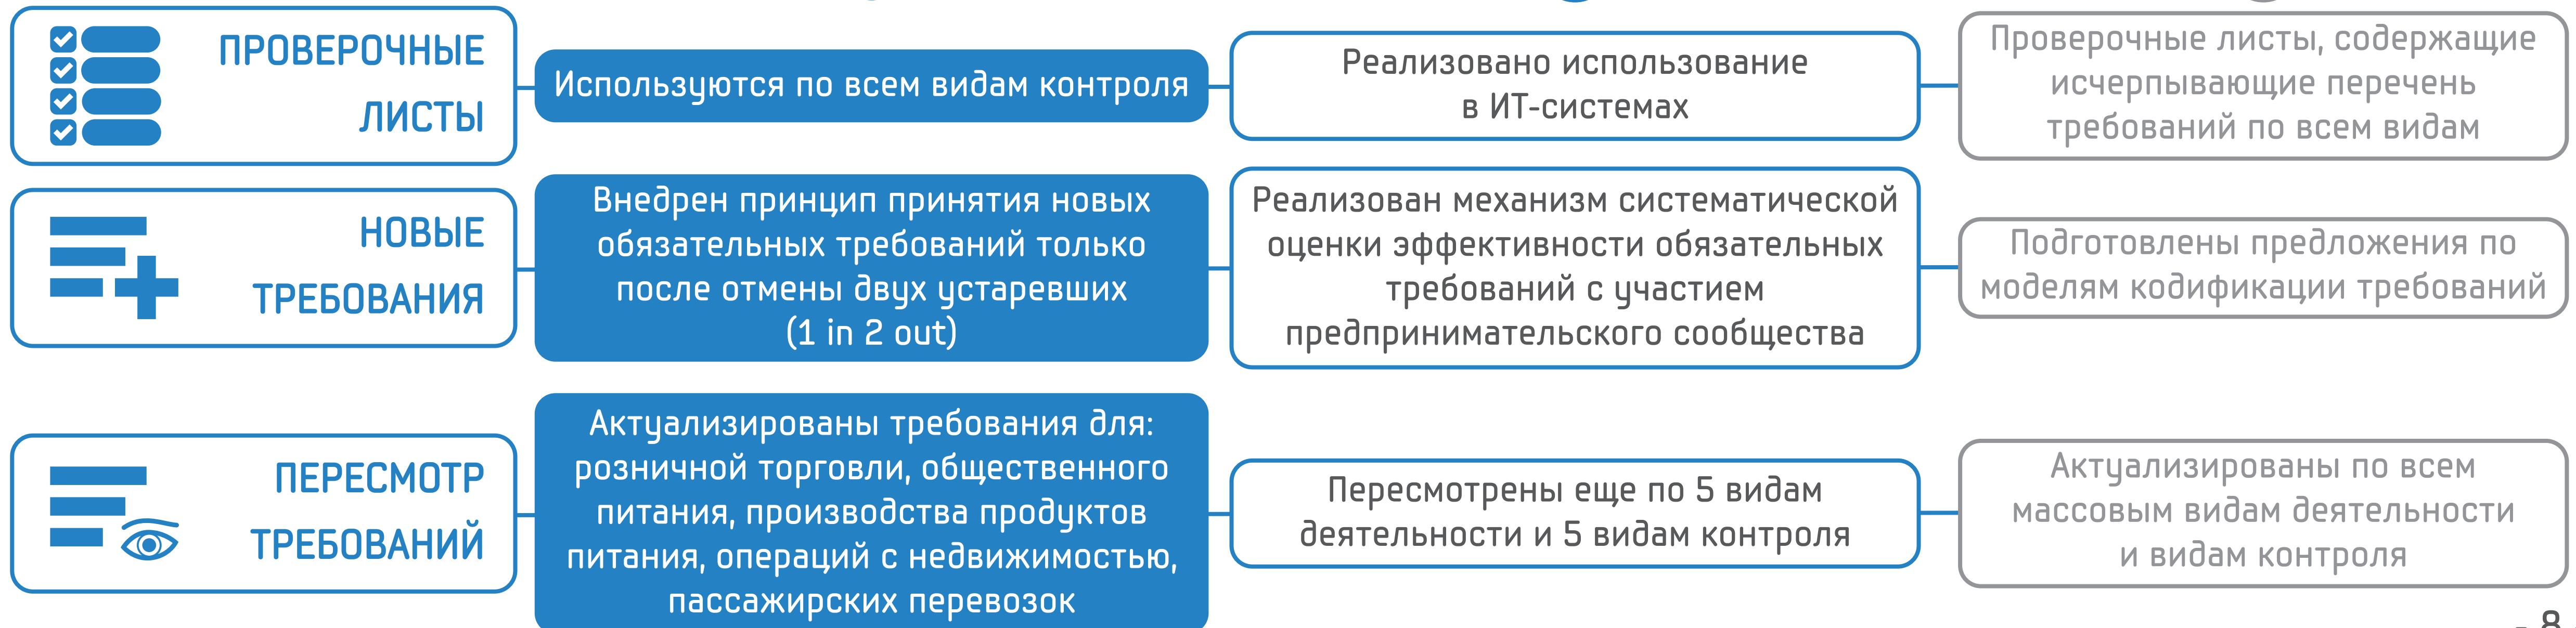 ПРОВЕРОЧНЫЕ
ЛИСТЫ
Используются по всем видам контроля
Реализовано использование
в ИТ-системах
Проверочные листы, содержащие
исчерпывающие перечень
требований по всем видам
НОВЫЕ
ТРЕБОВАНИЯ
Внедрен принцип принятия новых
обязательных требований только
после отмены двух устаревших
(1 in 2 out)
Реализован механизм систематической
оценки эффективности обязательных
требований с участием
предпринимательского сообщества
Подготовлены предложения по
моделям кодификации требований
ПЕРЕСМОТР
ТРЕБОВАНИЙ
Актуализированы требования для:
розничной торговли, общественного
питания, производства продуктов
питания, операций с недвижимостью,
пассажирских перевозок
Пересмотрены еще по 5 видам
деятельности и 5 видам контроля
Актуализированы по всем
массовым видам деятельности
и видам контроля
- 8